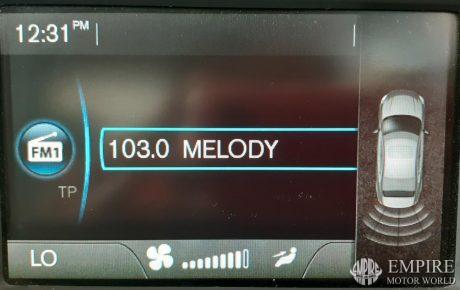 12:31 PM
FM1
TP
103.0 MELODY
LO
EMPIRE
MOTOR WORLD